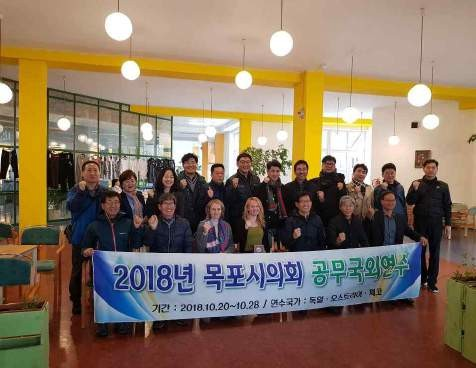 2018년 목포시의회 공무국외연수
기간 : 2018.10.20~10.28 / 연수국가 : 독일 · 오스트리아 · 체코